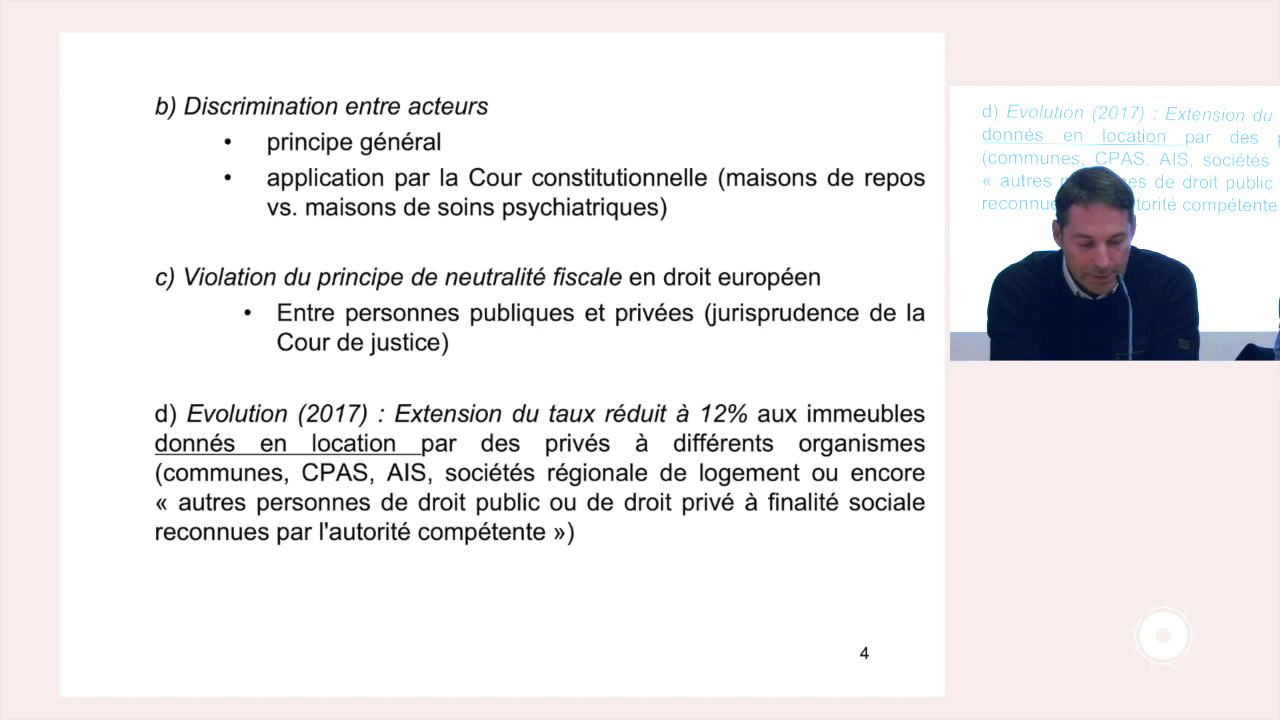 b) Discrimination entre acteurs
• principe général
• application par la Cour constitutionnelle (maisons de repos
vs. maisons de soins psychiatriques)
c) Violation du principe de neutralité fiscale en droit européen
• Entre personnes publiques et privées (jurisprudence de la
Cour de justice)
d) Evolution (2017) : Extension du taux réduit à 12% aux immeubles
donnés en location par des privés à différents organismes
(communes, CPAS, AIS, sociétés régionale de logement ou encore
« autres personnes de droit public ou de droit privé à finalité sociale
reconnues par l'autorité compétente »)
4
d) Evolution (2017) : Extension du
donnés en location par des
(communes, CPAS, AIS, sociétés
« autres de droit public
compétente